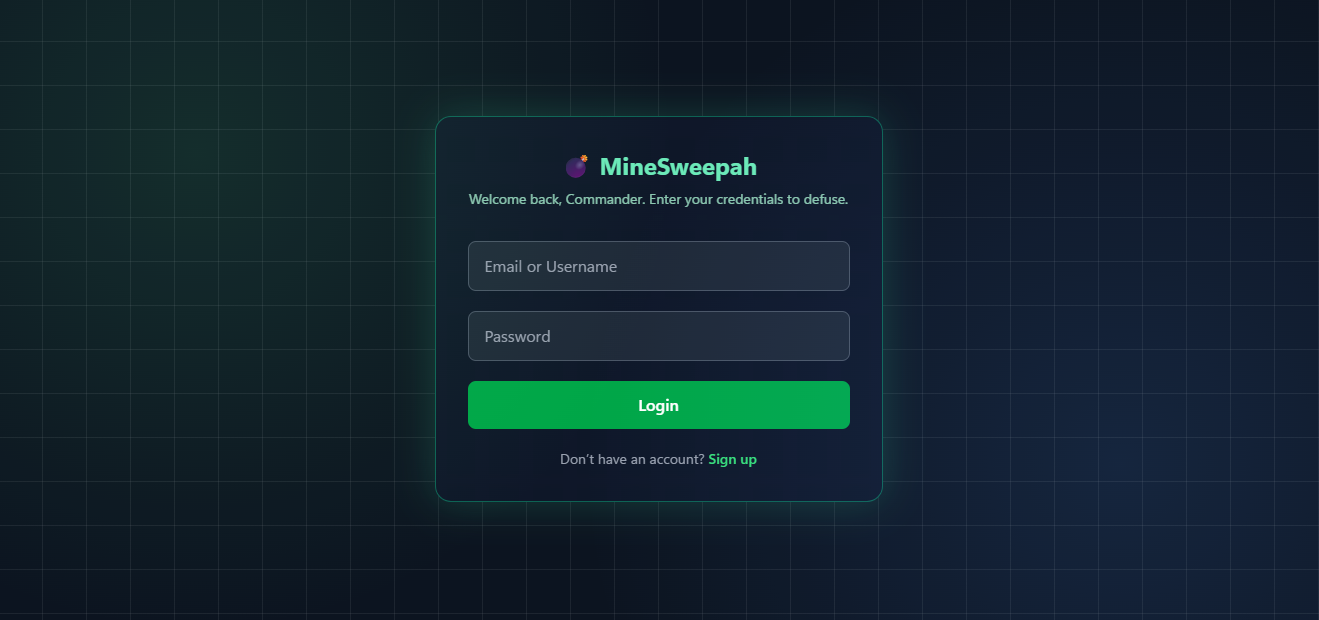 MineSweepah
Welcome back, Commander. Enter your credentials to defuse.
Email or Username
Password
Login
Don’t have an account? Sign up